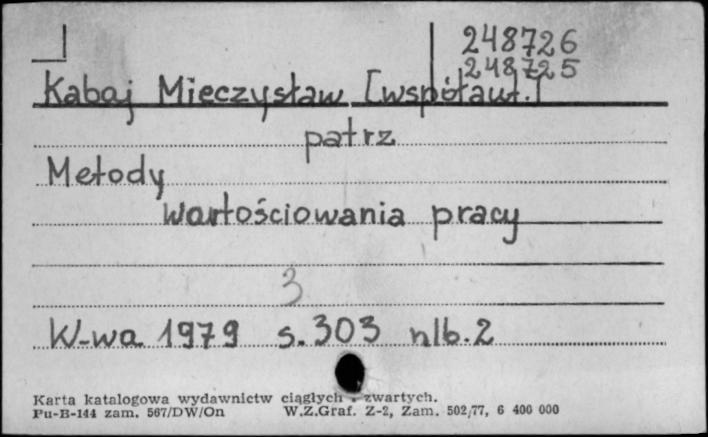 248726
248725
Kabaj Mieczysław [współaut.]
patrz
Metody
wartościowania pracy
3
W-wa 1979 s. 303 nlb. 2
Karta katalogowa wydawnictw ciągłych - zwartych.
Pu-B-144 zam. 567/DW/On W.Z.Graf. Z-2, Zam. 502/77, 6 400 000